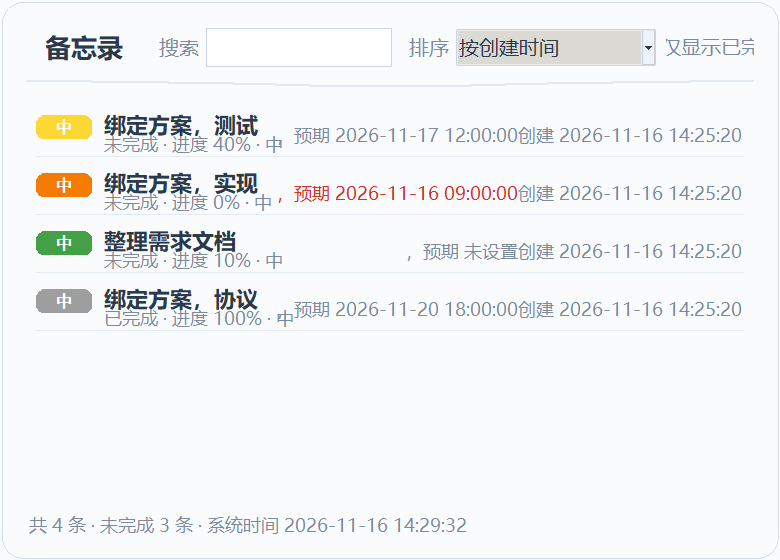 备忘录 搜索 排序 按创建时间 仅显示已完
中 绑定方案，测试
未完成 · 进度 40% · 中 ，预期 2026-11-17 12:00:00创建 2026-11-16 14:25:20
中 绑定方案，实现
未完成 · 进度 0% · 中 ，预期 2026-11-16 09:00:00创建 2026-11-16 14:25:20
中 整理需求文档
未完成 · 进度 10% · 中 ，预期 未设置创建 2026-11-16 14:25:20
中 绑定方案，协议
已完成 · 进度 100% · 中 预期 2026-11-20 18:00:00创建 2026-11-16 14:25:20
共 4 条 · 未完成 3 条 · 系统时间 2026-11-16 14:29:32